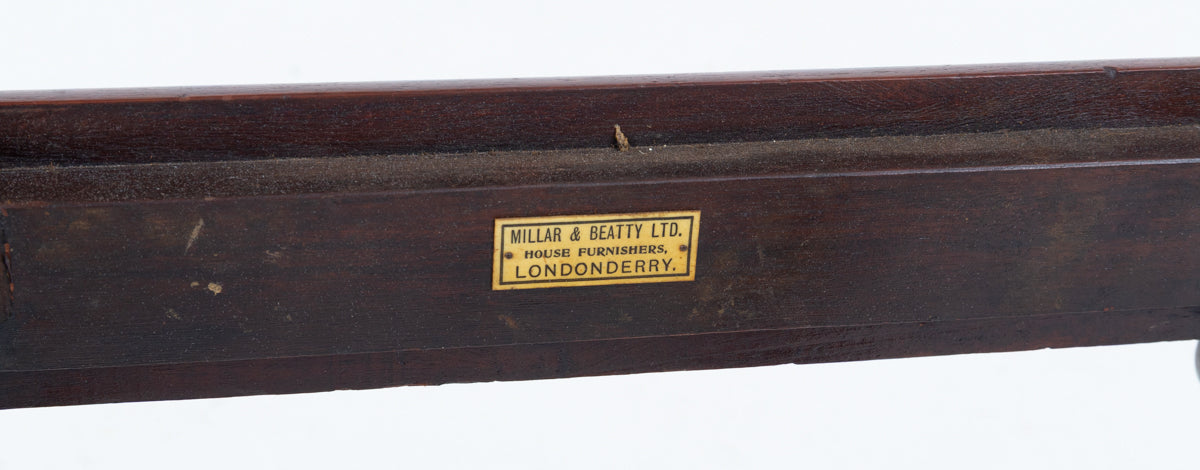 MILLAR & BEATTY LTD.
HOUSE FURNISHERS,
LONDONDERRY.